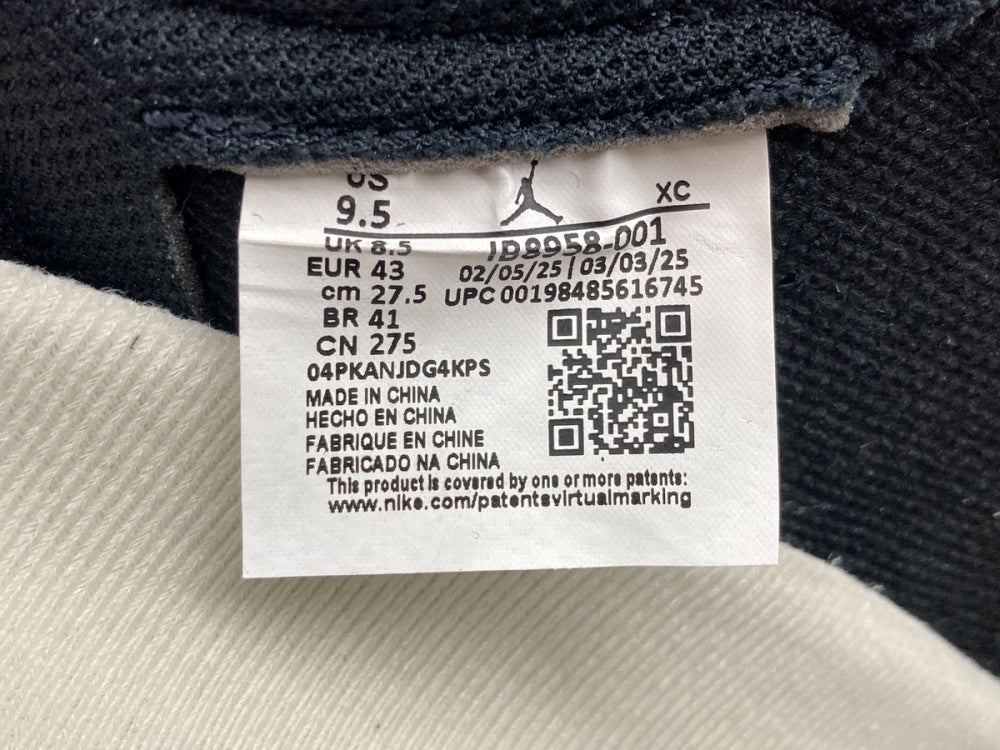 US
9.5
XC
UK 8.5
EUR 43
cm 27.5
BR 41
CN 275
04PKANJDG4KPS
02/05/25 | 03/03/25
UPC 00198485616745
MADE IN CHINA
HECHO EN CHINA
FABRIQUE EN CHINE
FABRICADO NA CHINA
This product is covered by one or more patents:
www.nike.com/patentsvirtualmarking